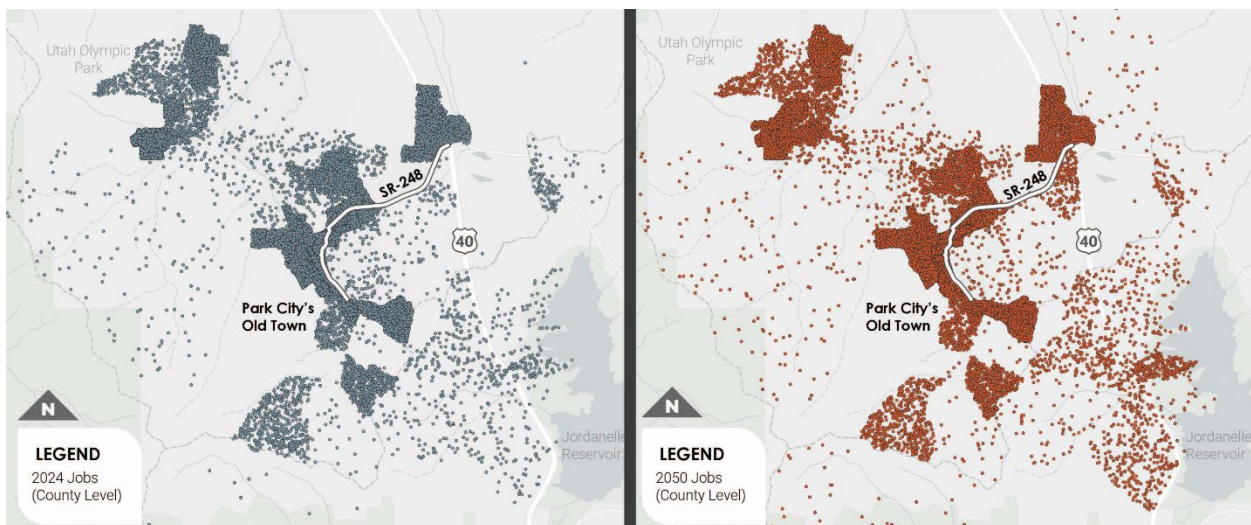 Utah Olympic
Park
SR-248
40
Park City's
Old Town
N
LEGEND
2024 Jobs
(County Level)
Jordanelle
Reservoir
Utah Olympic
Park
SR-248
40
Park City's
Old Town
N
LEGEND
2050 Jobs
(County Level)
Jordanelle
Reservoir